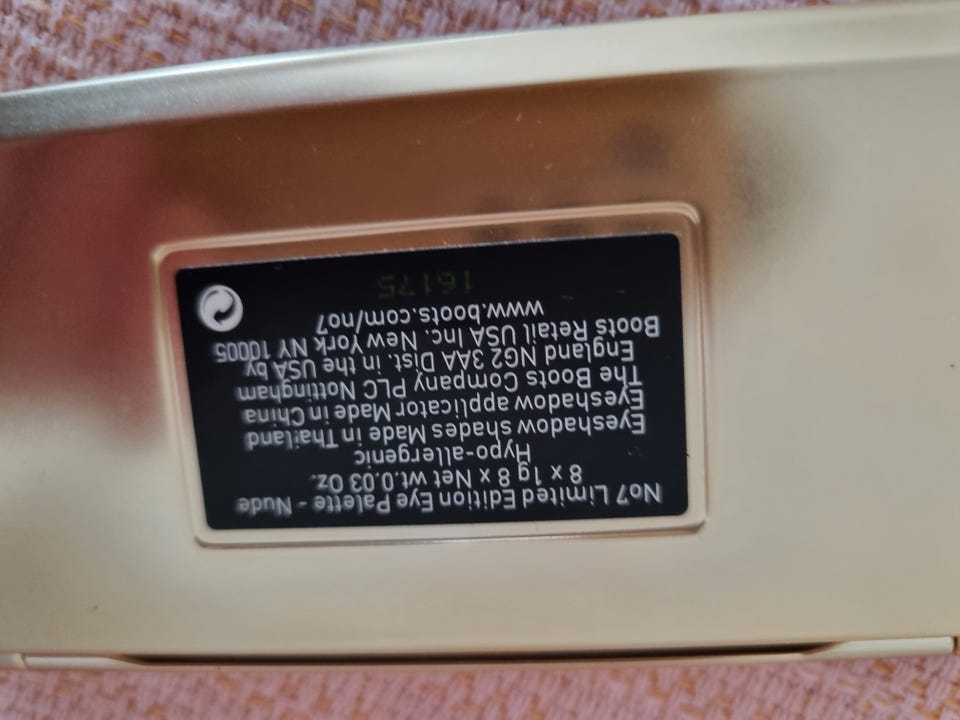 No7 Limited Edition Eye Palette - Nude
8 x 1g 8 x Net wt.0.03 Oz.
Hypo-allergenic
Eyeshadow shades Made in Thailand
Eyeshadow applicator Made in China
The Boots Company PLC Nottingham
England NG2 3AA Dist. in the USA by
Boots Retail USA Inc. New York NY 10005
www.boots.com/no7
16175